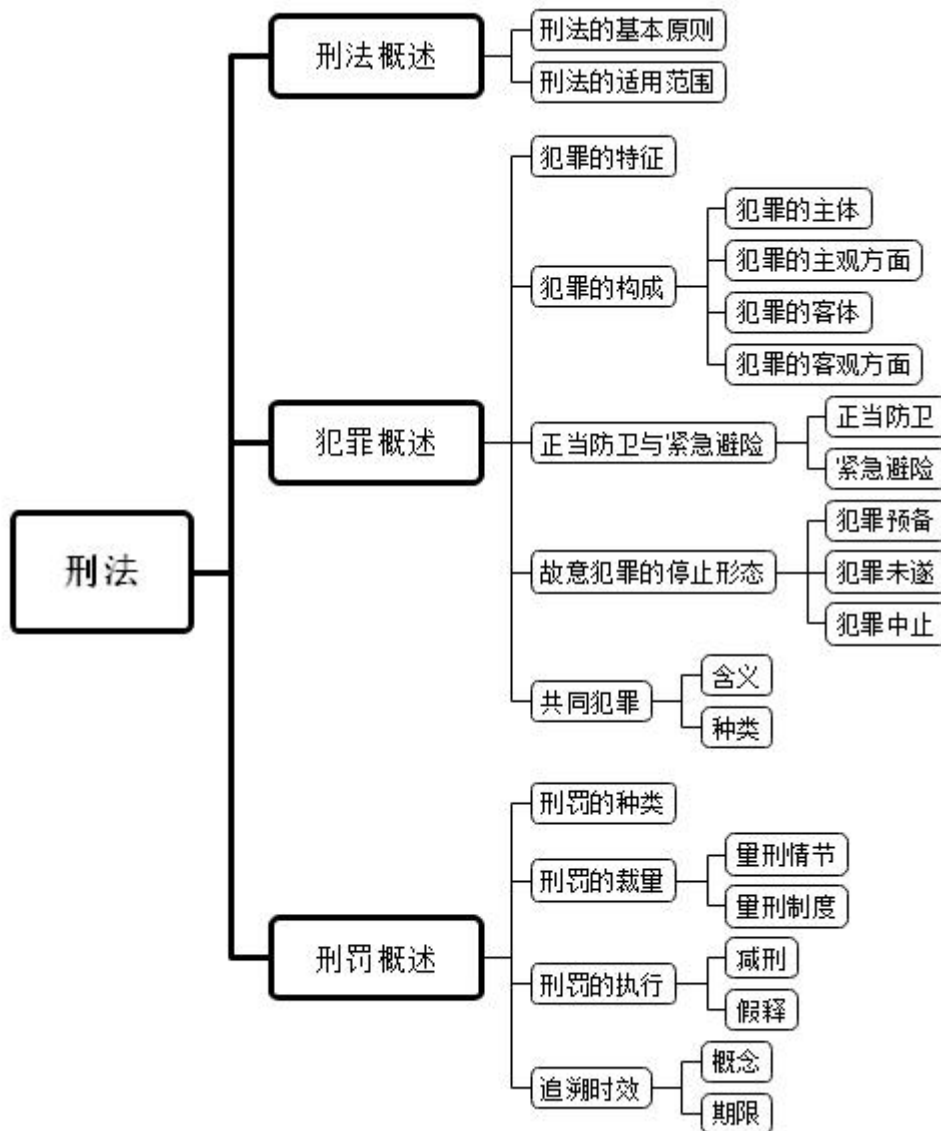 刑法
刑法概述
刑法的基本原则
刑法的适用范围
犯罪概述
犯罪的特征
犯罪的构成
犯罪的主体
犯罪的主观方面
犯罪的客体
犯罪的客观方面
正当防卫与紧急避险
正当防卫
紧急避险
故意犯罪的停止形态
犯罪预备
犯罪未遂
犯罪中止
共同犯罪
含义
种类
刑罚概述
刑罚的种类
刑罚的裁量
量刑情节
量刑制度
刑罚的执行
减刑
假释
追溯时效
概念
期限